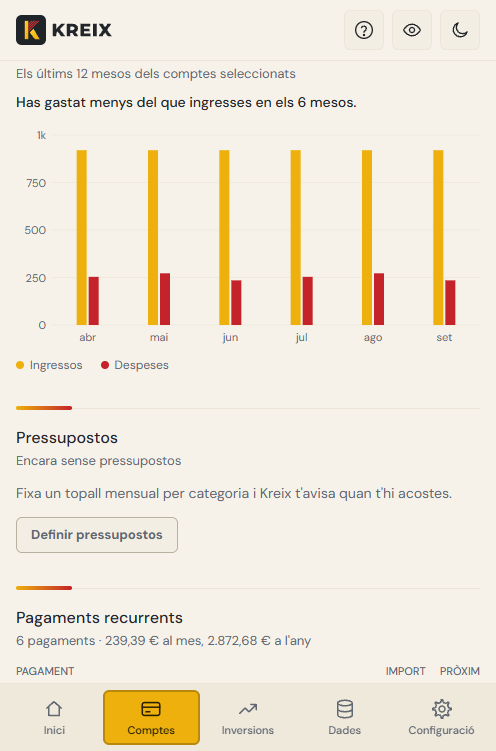 KREIX
Els últims 12 mesos dels comptes seleccionats
Has gastat menys del que ingresses en els 6 mesos.
1k
750
500
250
0
abr mai jun jul ago set
Ingressos Despeses
Pressupostos
Encara sense pressupostos
Fixa un topall mensual per categoria i Kreix t'avisa quan t'hi acostes.
Definir pressupostos
Pagaments recurrents
6 pagaments · 239,39 € al mes, 2.872,68 € a l'any
PAGAMENT IMPORT PRÒXIM
Inici Comptes Inversions Dades Configuració